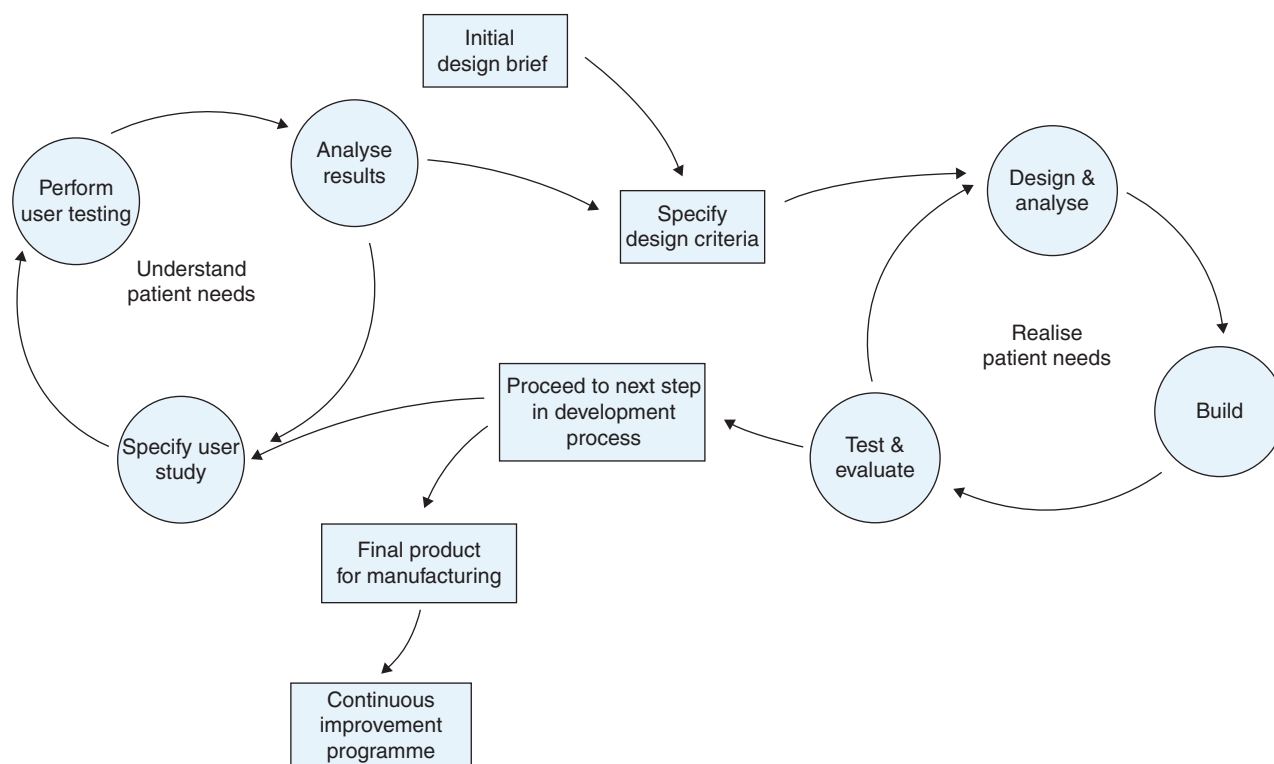 Initial
design brief
Analyse
results
Perform
user testing
Design &
analyse
Specify
design criteria
Understand
patient needs
Realise
patient needs
Proceed to next step
in development
process
Build
Specify user
study
Test &
evaluate
Final product
for manufacturing
Continuous
improvement
programme